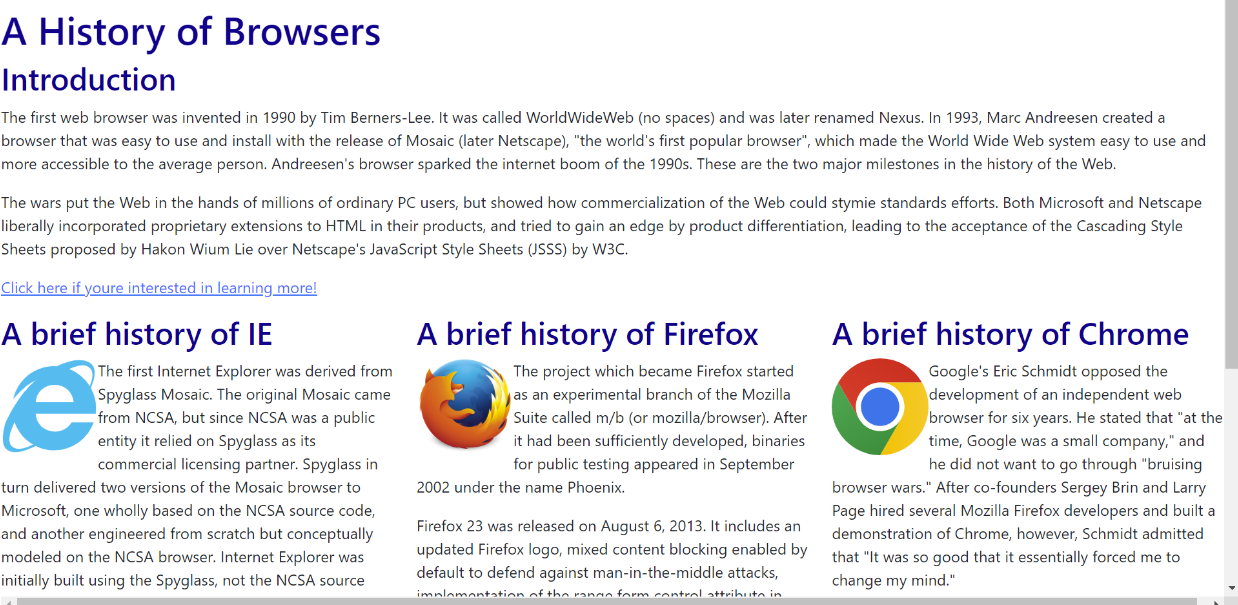 A History of Browsers
Introduction
The first web browser was invented in 1990 by Tim Berners-Lee. It was called WorldWideWeb (no spaces) and was later renamed Nexus. In 1993, Marc Andreesen created a
browser that was easy to use and install with the release of Mosaic (later Netscape), "the world's first popular browser", which made the World Wide Web system easy to use and
more accessible to the average person. Andreesen's browser sparked the internet boom of the 1990s. These are the two major milestones in the history of the Web.
The wars put the Web in the hands of millions of ordinary PC users, but showed how commercialization of the Web could stymie standards efforts. Both Microsoft and Netscape
liberally incorporated proprietary extensions to HTML in their products, and tried to gain an edge by product differentiation, leading to the acceptance of the Cascading Style
Sheets proposed by Hakon Wium Lie over Netscape's JavaScript Style Sheets (JSSS) by W3C.
Click here if youre interested in learning more!
A brief history of IE
The first Internet Explorer was derived from
Spyglass Mosaic. The original Mosaic came
from NCSA, but since NCSA was a public
entity it relied on Spyglass as its
commercial licensing partner. Spyglass in
turn delivered two versions of the Mosaic browser to
Microsoft, one wholly based on the NCSA source code,
and another engineered from scratch but conceptually
modeled on the NCSA browser. Internet Explorer was
initially built using the Spyglass, not the NCSA source
A brief history of Firefox
The project which became Firefox started
as an experimental branch of the Mozilla
Suite called m/b (or mozilla/browser). After
it had been sufficiently developed, binaries
for public testing appeared in September
2002 under the name Phoenix.
Firefox 23 was released on August 6, 2013. It includes an
updated Firefox logo, mixed content blocking enabled by
default to defend against man-in-the-middle attacks,
implementation of the range form control attribute in
A brief history of Chrome
Google's Eric Schmidt opposed the
development of an independent web
browser for six years. He stated that "at the
time, Google was a small company," and
he did not want to go through "bruising
browser wars." After co-founders Sergey Brin and Larry
Page hired several Mozilla Firefox developers and built a
demonstration of Chrome, however, Schmidt admitted
that "It was so good that it essentially forced me to
change my mind."